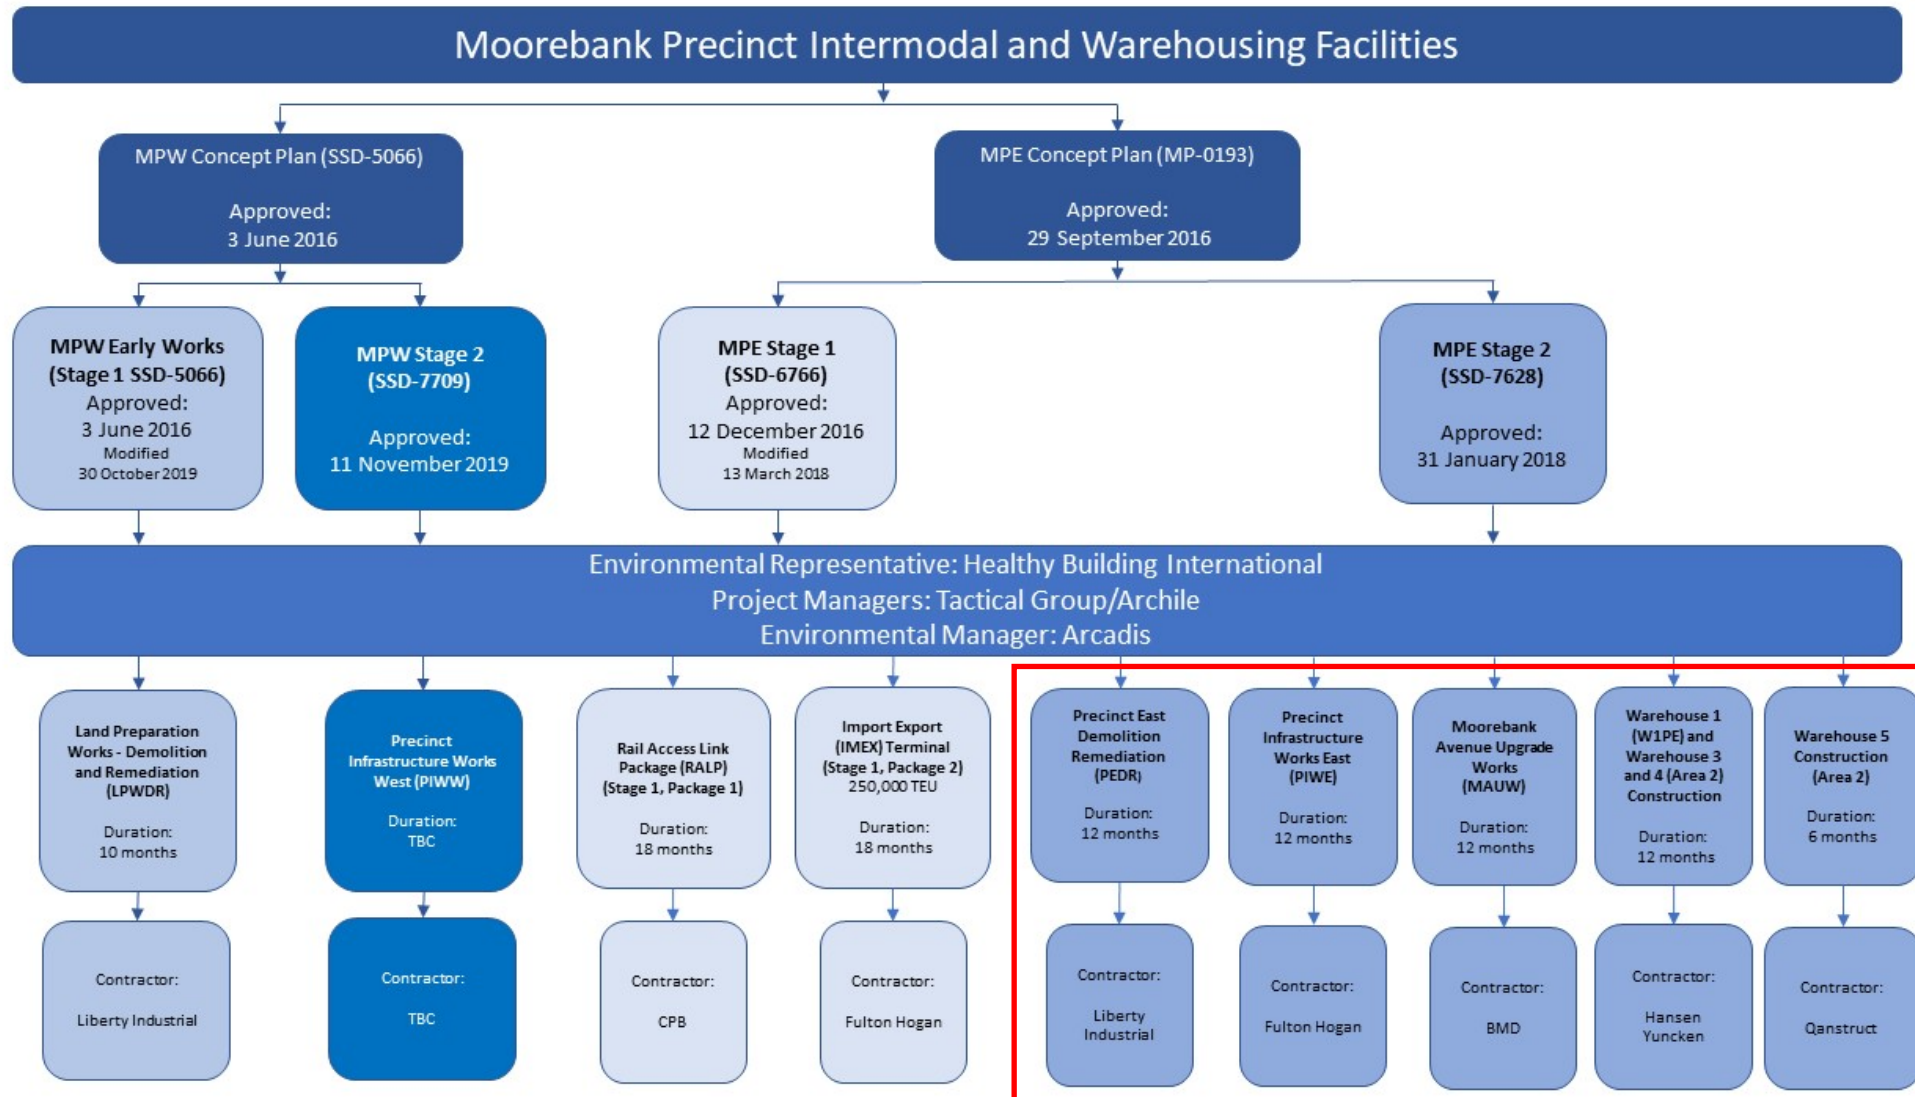 Moorebank Precinct Intermodal and Warehousing Facilities
MPW Concept Plan (SSD-5066)
Approved:
3 June 2016
MPE Concept Plan (MP-0193)
Approved:
29 September 2016
MPW Early Works
(Stage 1 SSD-5066)
Approved:
3 June 2016
Modified
30 October 2019
MPW Stage 2
(SSD-7709)
Approved:
11 November 2019
MPE Stage 1
(SSD-6766)
Approved:
12 December 2016
Modified
13 March 2018
MPE Stage 2
(SSD-7628)
Approved:
31 January 2018
Environmental Representative: Healthy Building International
Project Managers: Tactical Group/Archile
Environmental Manager: Arcadis
Land Preparation
Works - Demolition
and Remediation
(LPWDR)
Duration:
10 months
Precinct
Infrastructure Works
West (PIWW)
Duration:
TBC
Rail Access Link
Package (RALP)
(Stage 1, Package 1)
Duration:
18 months
Import Export
(IMEX) Terminal
(Stage 1, Package 2)
250,000 TEU
Duration:
18 months
Precinct East
Demolition
Remediation
(PEDR)
Duration:
12 months
Precinct
Infrastructure
Works East
(PIWE)
Duration:
12 months
Moorebank
Avenue Upgrade
Works
(MAUW)
Duration:
12 months
Warehouse 1
(W1PE) and
Warehouse 3
and 4 (Area 2)
Construction
Duration:
12 months
Warehouse 5
Construction
(Area 2)
Duration:
6 months
Contractor:
Liberty Industrial
Contractor:
TBC
Contractor:
CPB
Contractor:
Fulton Hogan
Contractor:
Liberty
Industrial
Contractor:
Fulton Hogan
Contractor:
BMD
Contractor:
Hansen
Yuncken
Contractor:
Qanstruct